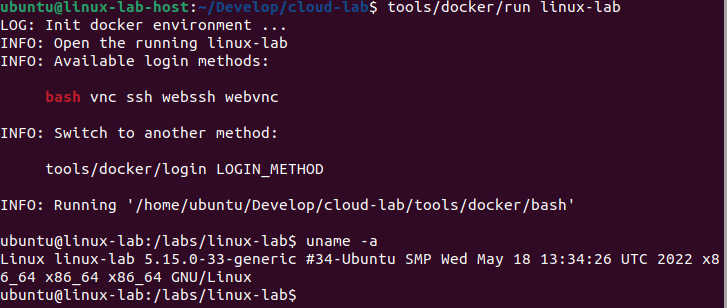 ubuntu@linux-lab-host:~/Develop/cloud-lab$ tools/docker/run linux-lab
LOG: Init docker environment ...
INFO: Open the running linux-lab
INFO: Available login methods:
bash vnc ssh webssh webvnc
INFO: Switch to another method:
tools/docker/login LOGIN_METHOD
INFO: Running '/home/ubuntu/Develop/cloud-lab/tools/docker/bash'
ubuntu@linux-lab:/labs/linux-lab$ uname -a
Linux linux-lab 5.15.0-33-generic #34-Ubuntu SMP Wed May 18 13:34:26 UTC 2022 x8
6_64 x86_64 x86_64 GNU/Linux
ubuntu@linux-lab:/labs/linux-lab$